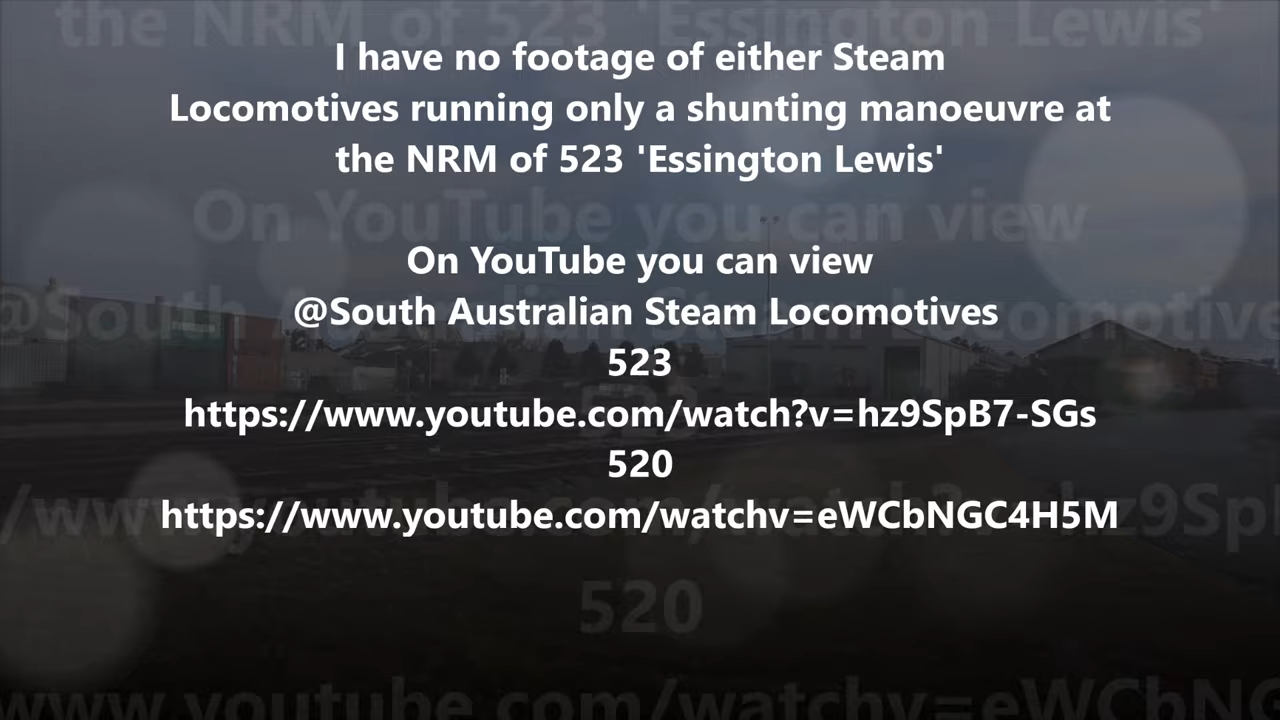 I have no footage of either Steam
Locomotives running only a shunting manoeuvre at
the NRM of 523 'Essington Lewis'
On YouTube you can view
@South Australian Steam Locomotives
523
https://www.youtube.com/watch?v=hz9SpB7-SGs
520
https://www.youtube.com/watchv=eWCbNGC4H5M